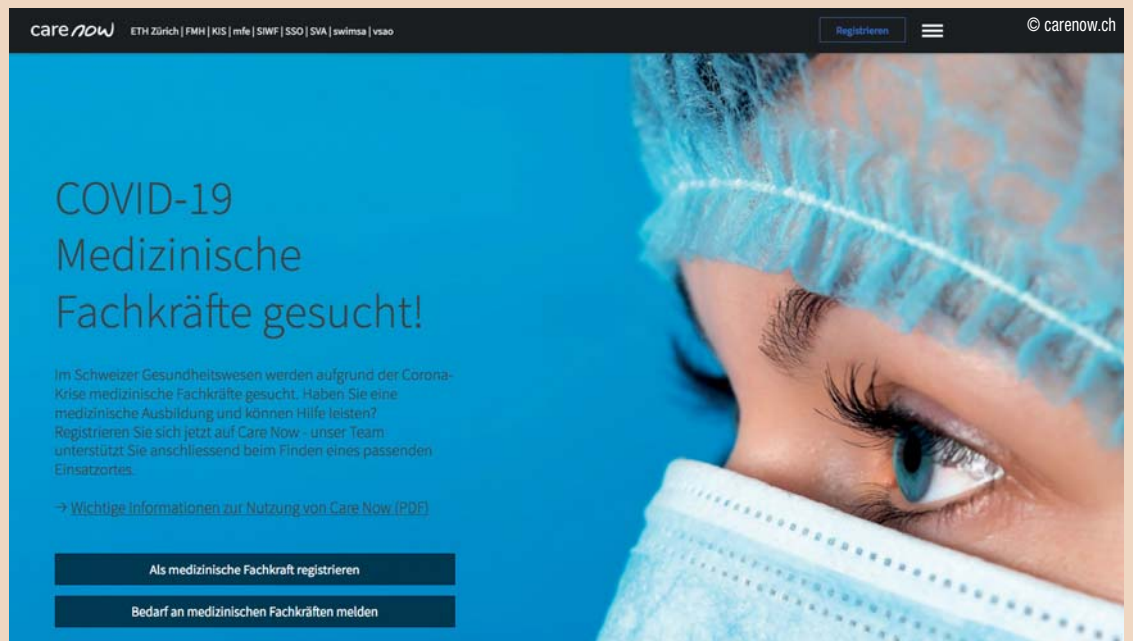 care now ETH Zürich | FMH | KIS | mfe | SIWF | SSO | SVA | swimsa | vsao Registrieren © carenow.ch
COVID-19
Medizinische
Fachkräfte gesucht!
Im Schweizer Gesundheitswesen werden aufgrund der Corona-
Krise medizinische Fachkräfte gesucht. Haben Sie eine
medizinische Ausbildung und können Hilfe leisten?
Registrieren Sie sich jetzt auf Care Now - unser Team
unterstützt Sie anschliessend beim Finden eines passenden
Einsatzortes.
→ Wichtige Informationen zur Nutzung von Care Now (PDF)
Als medizinische Fachkraft registrieren
Bedarf an medizinischen Fachkräften melden